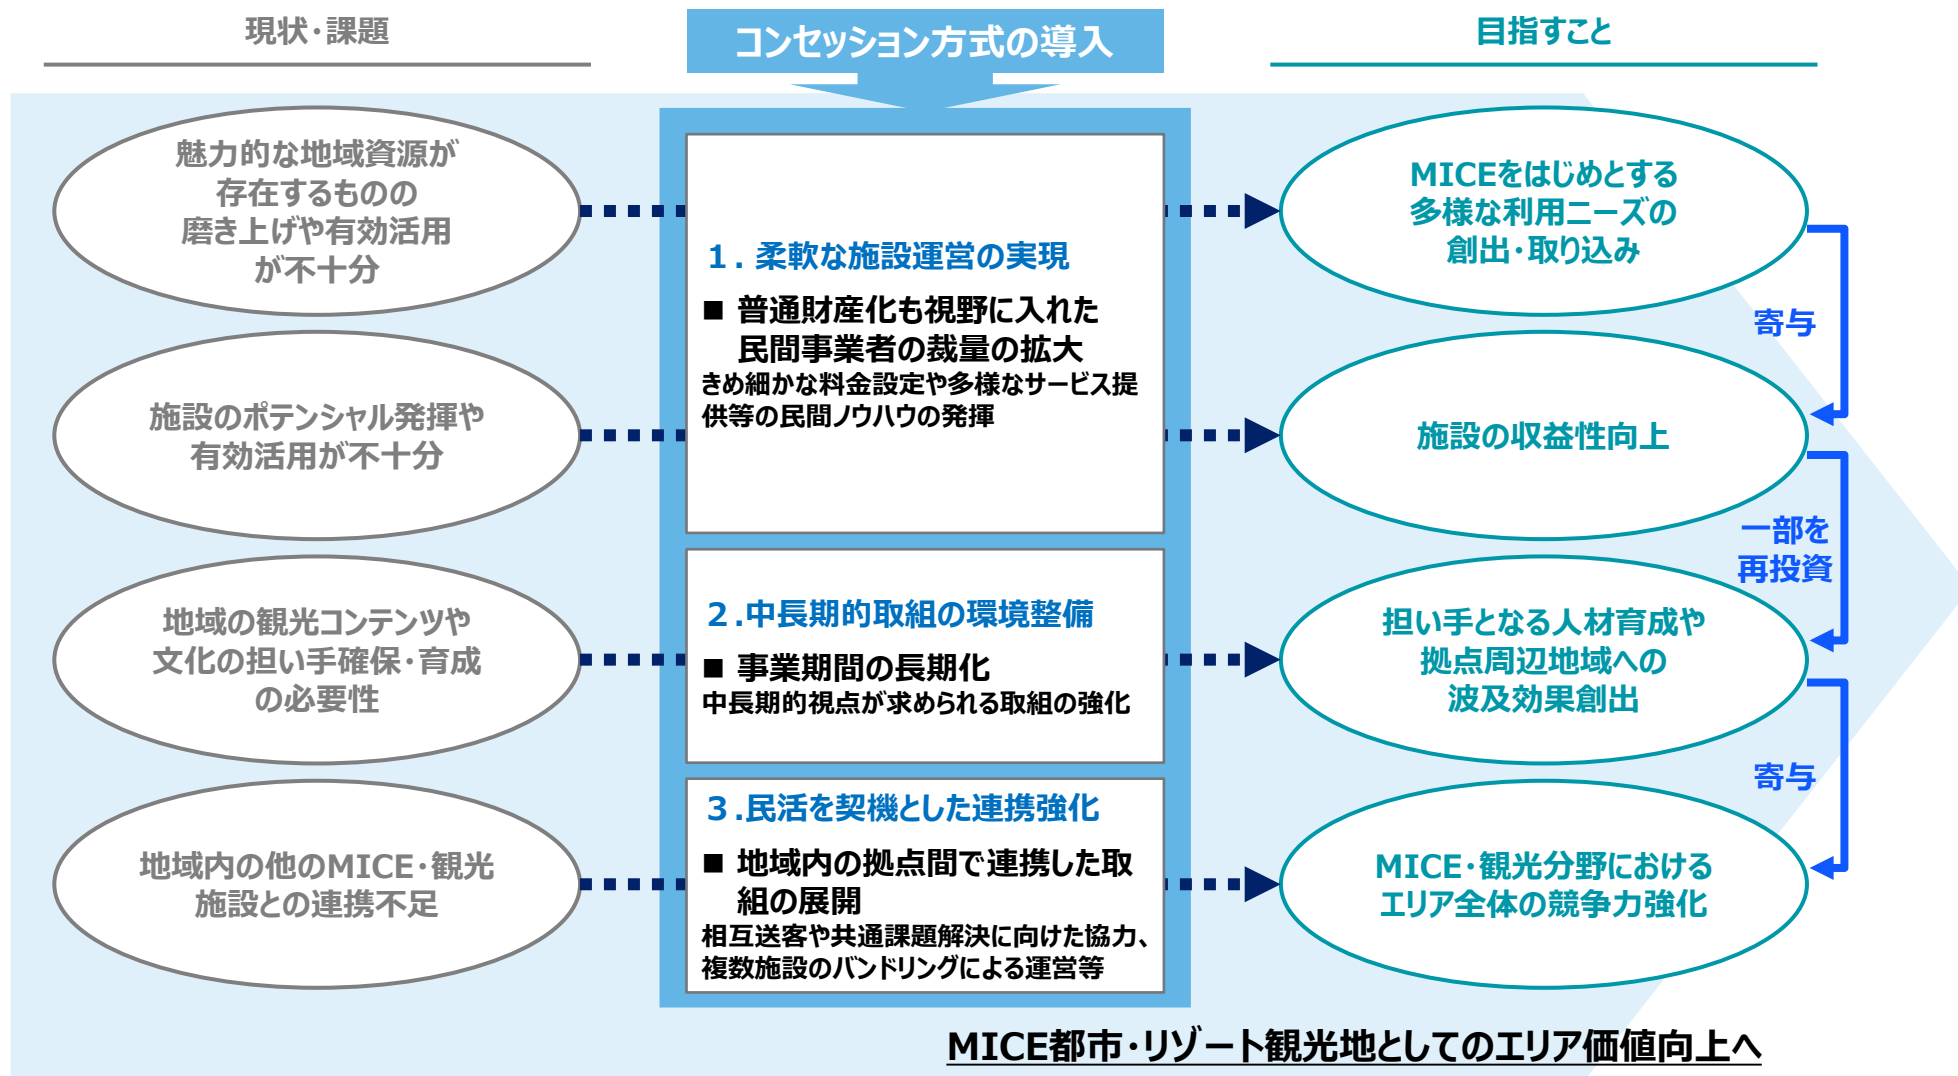 現状･課題
コンセッション方式の導入
目指すこと
魅力的な地域資源が
存在するものの
磨き上げや有効活用
が不十分
施設のポテンシャル発揮や
有効活用が不十分
地域の観光コンテンツや
文化の担い手確保･育成
の必要性
地域内の他のMICE･観光
施設との連携不足
１. 柔軟な施設運営の実現
■ 普通財産化も視野に入れた
民間事業者の裁量の拡大
きめ細かな料金設定や多様なサービス提
供等の民間ノウハウの発揮
２.中長期的取組の環境整備
■ 事業期間の長期化
中長期的視点が求められる取組の強化
３.民活を契機とした連携強化
■ 地域内の拠点間で連携した取
組の展開
相互送客や共通課題解決に向けた協力、
複数施設のバンドリングによる運営等
MICEをはじめとする
多様な利用ニーズの
創出･取り込み
寄与
施設の収益性向上
一部を
再投資
担い手となる人材育成や
拠点周辺地域への
波及効果創出
寄与
MICE･観光分野における
エリア全体の競争力強化
MICE都市･リゾート観光地としてのエリア価値向上へ